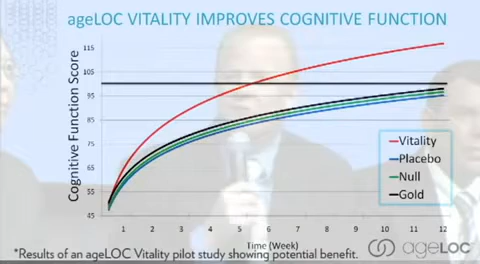 ageLOC VITALITY IMPROVES COGNITIVE FUNCTION
Cognitive Function Score
115
105
95
85
75
65
55
45
1 2 3 4 5 6 7 8 9 10 11 12
Time (Week)
Vitality
Placebo
Null
Gold
*Results of an ageLOC Vitality pilot study showing potential benefit.
ageLOC